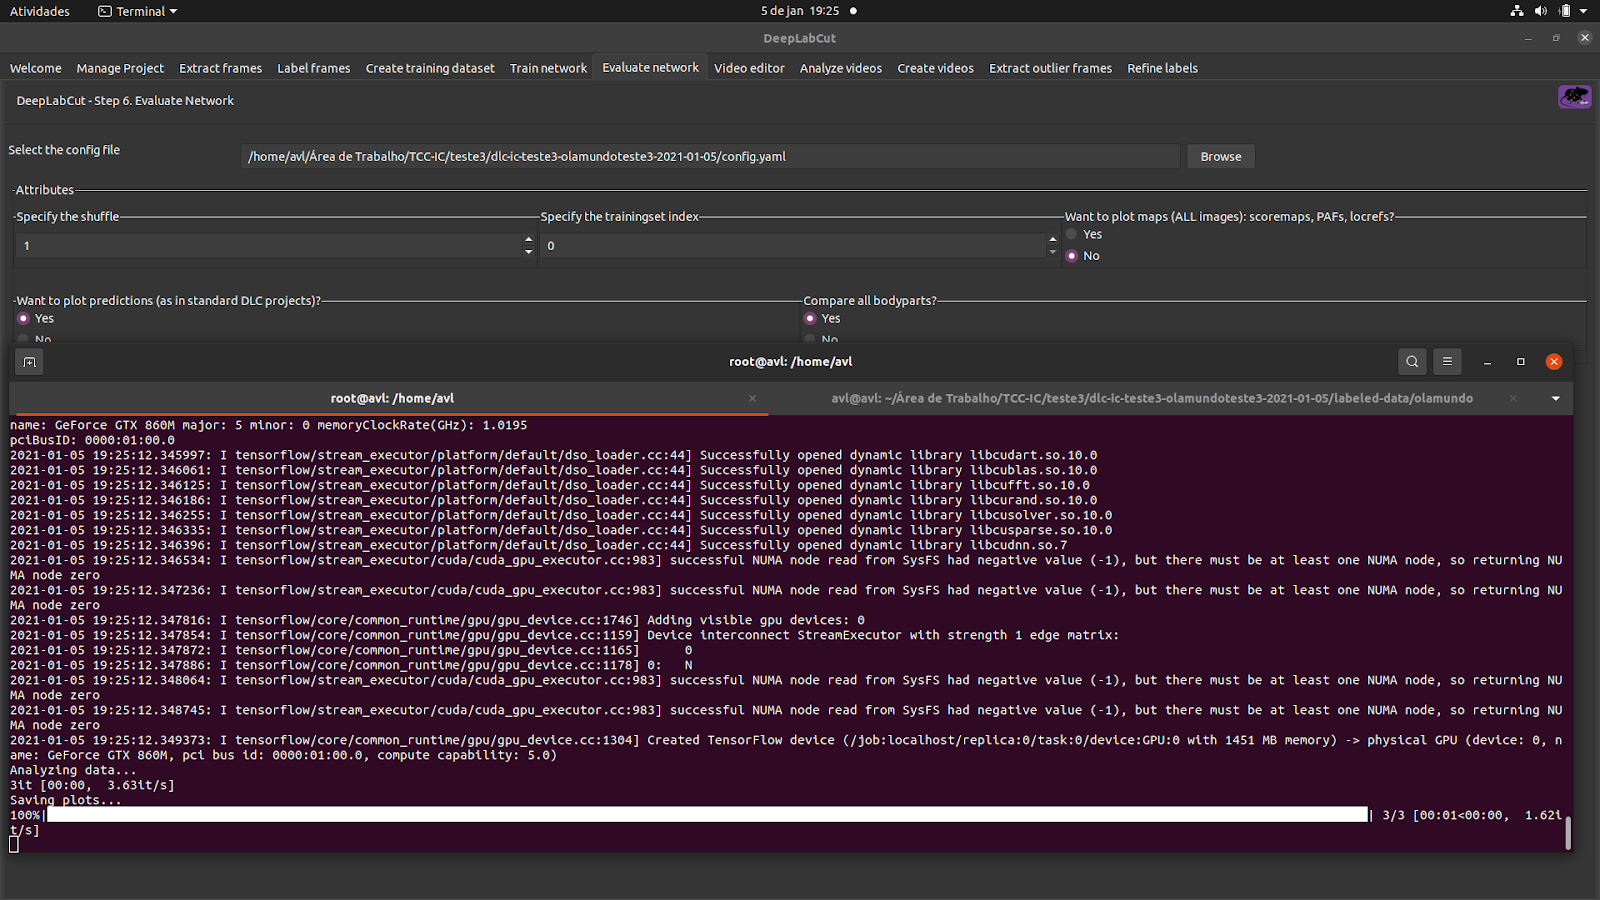 Atividades Terminal 5 de jan 19:25
DeepLabCut
Welcome Manage Project Extract frames Label frames Create training dataset Train network Evaluate network Video editor Analyze videos Create videos Extract outlier frames Refine labels
DeepLabCut - Step 6. Evaluate Network
Select the config file /home/avl/Área de Trabalho/TCC-IC/teste3/dlc-ic-teste3-olamundoteste3-2021-01-05/config.yaml Browse
Attributes
Specify the shuffle Specify the trainingset index Want to plot maps (ALL images): scoremaps, PAFs, locrefs?
1 0 Yes
No
Want to plot predictions (as in standard DLC projects)? Compare all bodyparts?
Yes Yes
No No
root@avl: /home/avl
root@avl: /home/avl avl@avl: ~/Área de Trabalho/TCC-IC/teste3/dlc-ic-teste3-olamundoteste3-2021-01-05/labeled-data/olamundo
name: GeForce GTX 860M major: 5 minor: 0 memoryClockRate(GHz): 1.0195
pciBusID: 0000:01:00.0
2021-01-05 19:25:12.345997: I tensorflow/stream_executor/platform/default/dso_loader.cc:44] Successfully opened dynamic library libcudart.so.10.0
2021-01-05 19:25:12.346061: I tensorflow/stream_executor/platform/default/dso_loader.cc:44] Successfully opened dynamic library libcublas.so.10.0
2021-01-05 19:25:12.346125: I tensorflow/stream_executor/platform/default/dso_loader.cc:44] Successfully opened dynamic library libcufft.so.10.0
2021-01-05 19:25:12.346186: I tensorflow/stream_executor/platform/default/dso_loader.cc:44] Successfully opened dynamic library libcurand.so.10.0
2021-01-05 19:25:12.346255: I tensorflow/stream_executor/platform/default/dso_loader.cc:44] Successfully opened dynamic library libcusolver.so.10.0
2021-01-05 19:25:12.346335: I tensorflow/stream_executor/platform/default/dso_loader.cc:44] Successfully opened dynamic library libcusparse.so.10.0
2021-01-05 19:25:12.346396: I tensorflow/stream_executor/platform/default/dso_loader.cc:44] Successfully opened dynamic library libcudnn.so.7
2021-01-05 19:25:12.346534: I tensorflow/stream_executor/cuda/cuda_gpu_executor.cc:983] successful NUMA node read from SysFS had negative value (-1), but there must be at least one NUMA node, so returning NU
MA node zero
2021-01-05 19:25:12.347236: I tensorflow/stream_executor/cuda/cuda_gpu_executor.cc:983] successful NUMA node read from SysFS had negative value (-1), but there must be at least one NUMA node, so returning NU
MA node zero
2021-01-05 19:25:12.347816: I tensorflow/core/common_runtime/gpu/gpu_device.cc:1746] Adding visible gpu devices: 0
2021-01-05 19:25:12.347854: I tensorflow/core/common_runtime/gpu/gpu_device.cc:1159] Device interconnect StreamExecutor with strength 1 edge matrix:
2021-01-05 19:25:12.347872: I tensorflow/core/common_runtime/gpu/gpu_device.cc:1165]      0
2021-01-05 19:25:12.347886: I tensorflow/core/common_runtime/gpu/gpu_device.cc:1178] 0:   N
2021-01-05 19:25:12.348064: I tensorflow/stream_executor/cuda/cuda_gpu_executor.cc:983] successful NUMA node read from SysFS had negative value (-1), but there must be at least one NUMA node, so returning NU
MA node zero
2021-01-05 19:25:12.348745: I tensorflow/stream_executor/cuda/cuda_gpu_executor.cc:983] successful NUMA node read from SysFS had negative value (-1), but there must be at least one NUMA node, so returning NU
MA node zero
2021-01-05 19:25:12.349373: I tensorflow/core/common_runtime/gpu/gpu_device.cc:1304] Created TensorFlow device (/job:localhost/replica:0/task:0/device:GPU:0 with 1451 MB memory) -> physical GPU (device: 0, n
ame: GeForce GTX 860M, pci bus id: 0000:01:00.0, compute capability: 5.0)
Analyzing data...
3it [00:00,  3.63it/s]
Saving plots...
100%| | 3/3 [00:01<00:00,  1.62i
t/s]